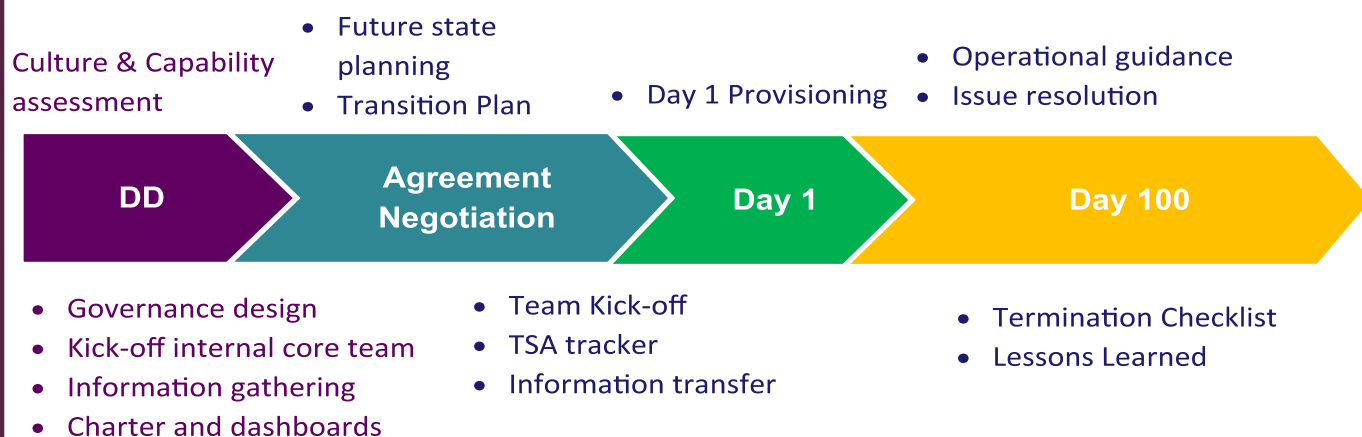 Culture & Capability
assessment
• Future state
planning
• Transition Plan
• Day 1 Provisioning
• Operational guidance
• Issue resolution
DD
Agreement
Negotiation
Day 1
Day 100
• Governance design
• Kick-off internal core team
• Information gathering
• Charter and dashboards
• Team Kick-off
• TSA tracker
• Information transfer
• Termination Checklist
• Lessons Learned